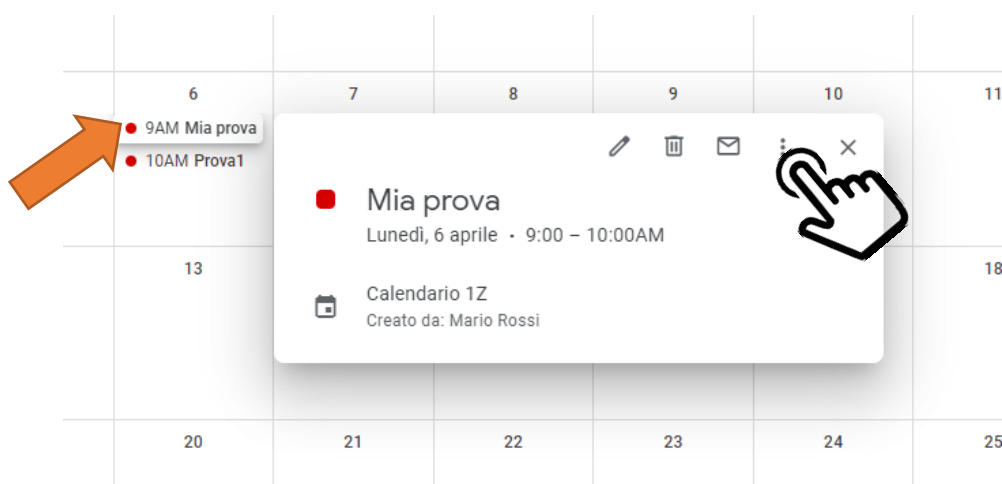 6 7 8 9 10 11
9AM Mia prova
10AM Prova1
Mia prova
Lunedì, 6 aprile · 9:00 – 10:00AM
Calendario 1Z
Creato da: Mario Rossi
13 18
20 21 22 23 24 25